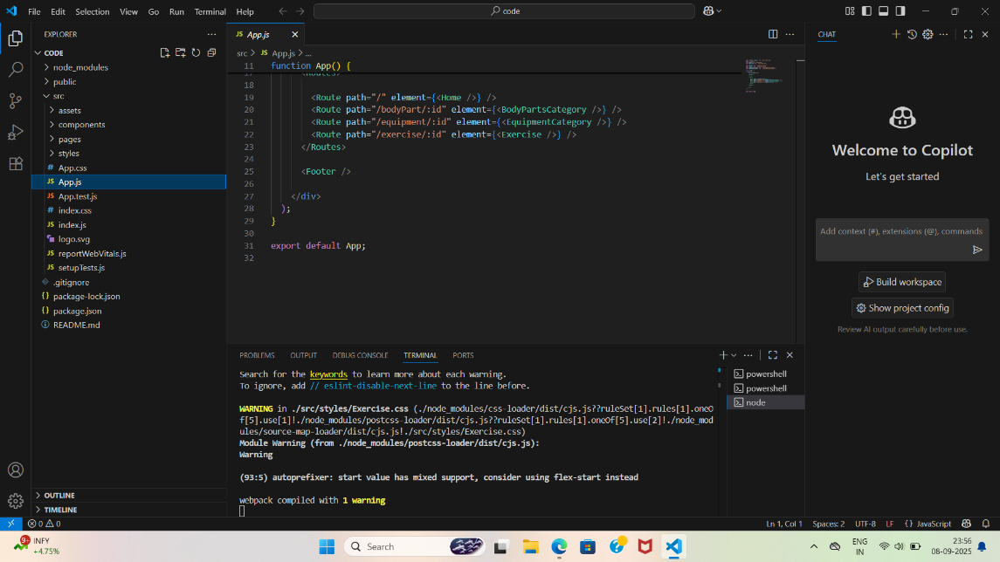 File Edit Selection View Go Run Terminal Help
code
EXPLORER
CODE
node_modules
public
src
assets
components
pages
styles
# App.css
JS App.js
JS App.test.js
# index.css
JS index.js
logo.svg
JS reportWebVitals.js
JS setupTests.js
.gitignore
{} package-lock.json
{} package.json
README.md
OUTLINE
TIMELINE
JS App.js
src > JS App.js > ...
11 function App() {
17 <Routes>
18
19 <Route path="/" element={<Home />} />
20 <Route path="/bodyPart/:id" element={<BodyPartsCategory />} />
21 <Route path="/equipment/:id" element={<EquipmentCategory />} />
22 <Route path="/exercise/:id" element={<Exercise />} />
23 </Routes>
24
25 <Footer />
26
27 </div>
28 );
29 }
30
31 export default App;
32
PROBLEMS OUTPUT DEBUG CONSOLE TERMINAL PORTS
Search for the keywords to learn more about each warning.
To ignore, add // eslint-disable-next-line to the line before.
WARNING in ./src/styles/Exercise.css (./node_modules/css-loader/dist/cjs.js??ruleSet[1].rules[1].oneO
f[5].use[1]!./node_modules/postcss-loader/dist/cjs.js??ruleSet[1].rules[1].oneOf[5].use[2]!./node_mod
ules/source-map-loader/dist/cjs.js!./src/styles/Exercise.css)
Module Warning (from ./node_modules/postcss-loader/dist/cjs.js):
Warning
(93:5) autoprefixer: start value has mixed support, consider using flex-start instead
webpack compiled with 1 warning
powershell
powershell
node
CHAT
Welcome to Copilot
Let's get started
Add context (#), extensions (@), commands
Build workspace
Show project config
Review AI output carefully before use.
0 0
Ln 1, Col 1 Spaces: 2 UTF-8 LF {} JavaScript
9+
INFY
+4.75%
Search
ENG
IN
23:56
08-09-2025